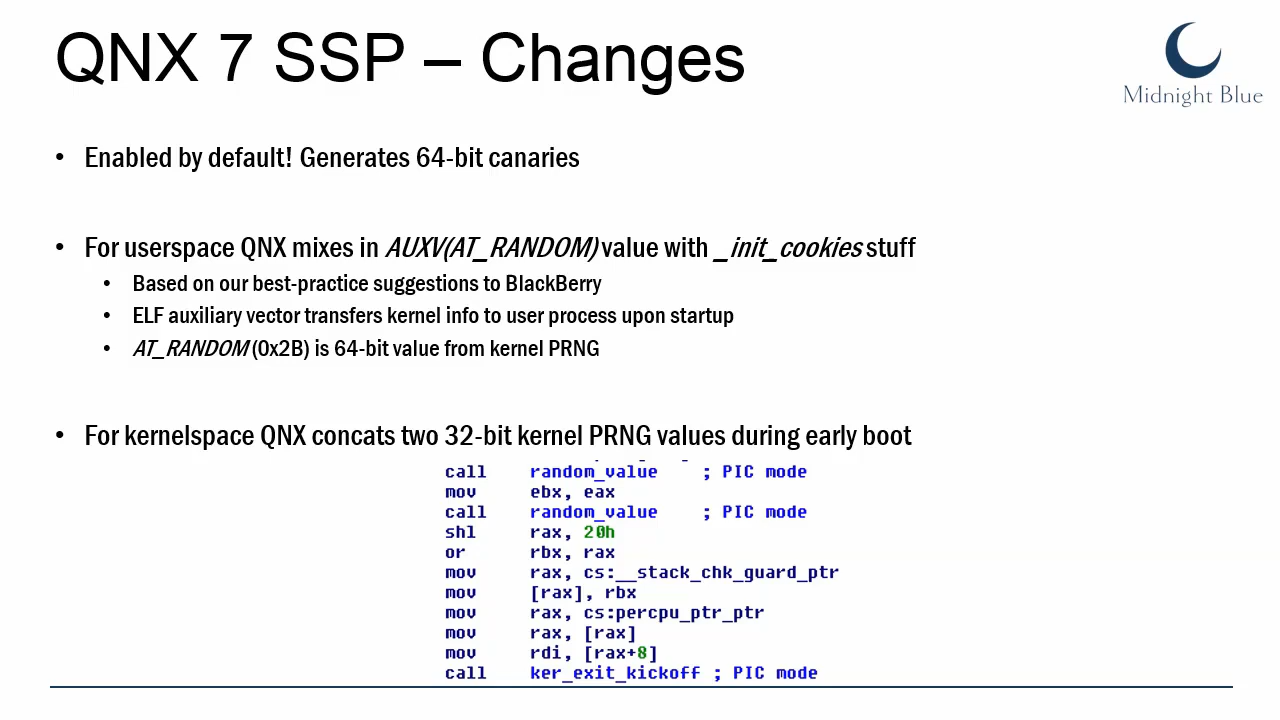 QNX 7 SSP – Changes
Midnight Blue
• Enabled by default! Generates 64-bit canaries
• For userspace QNX mixes in AUXV(AT_RANDOM) value with _init_cookies stuff
• Based on our best-practice suggestions to BlackBerry
• ELF auxiliary vector transfers kernel info to user process upon startup
• AT_RANDOM (0x2B) is 64-bit value from kernel PRNG
• For kernelspace QNX concats two 32-bit kernel PRNG values during early boot
call random_value ; PIC mode
mov ebx, eax
call random_value ; PIC mode
shl rax, 20h
or rbx, rax
mov rax, cs:__stack_chk_guard_ptr
mov [rax], rbx
mov rax, cs:percpu_ptr_ptr
mov rax, [rax]
mov rdi, [rax+8]
call ker_exit_kickoff ; PIC mode